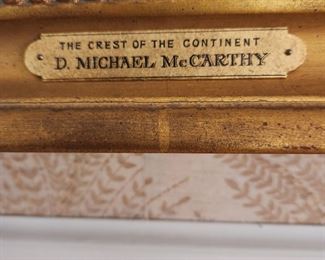 THE CREST OF THE CONTINENT
D. MICHAEL McCARTHY